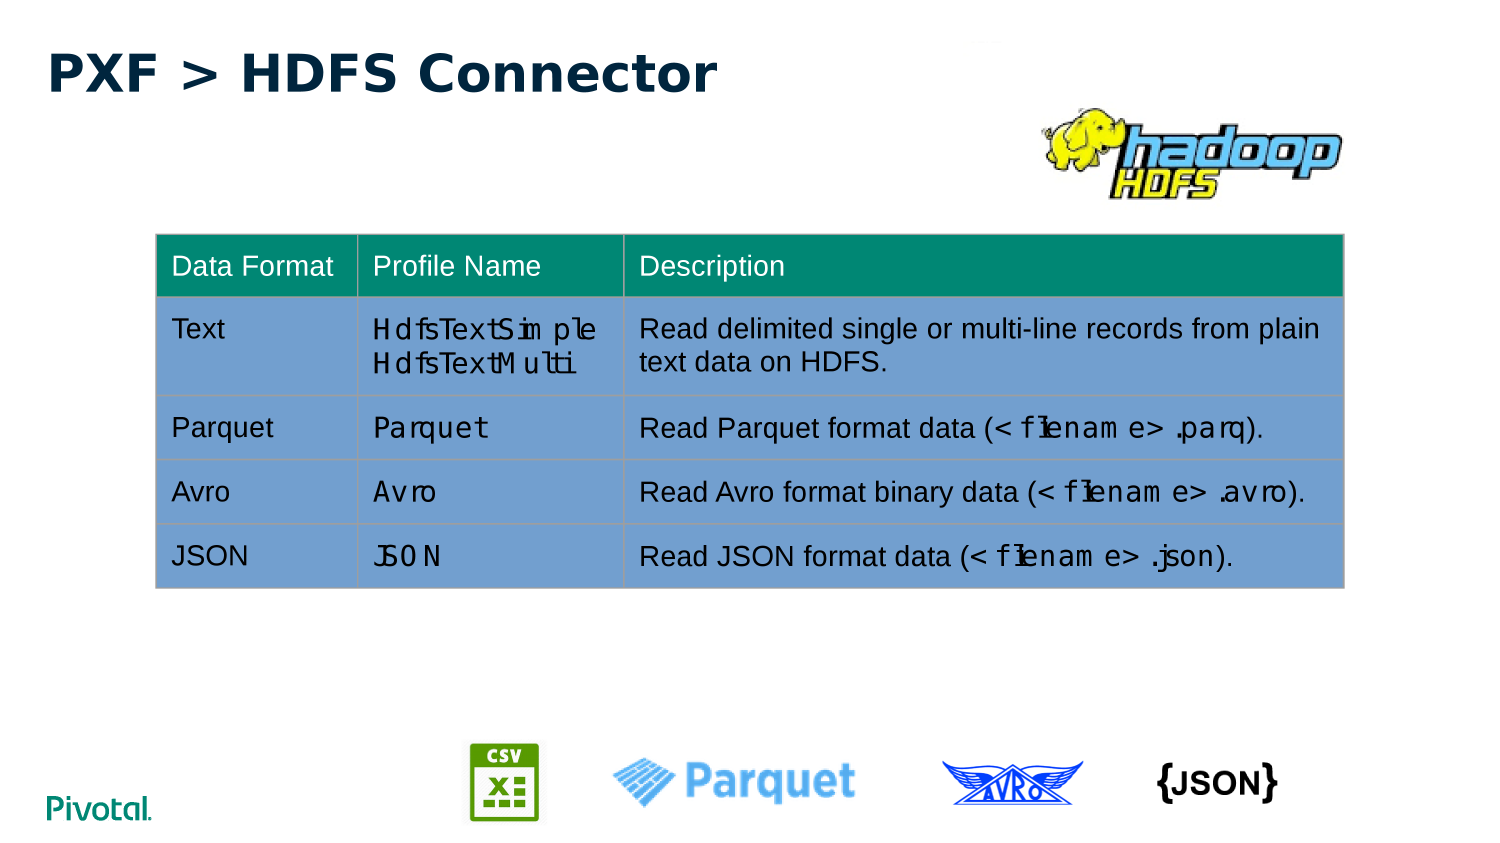 PXF > HDFS Connector
hadoop
HDFS
Data Format Profile Name Description
Text HdfsTextSimple Read delimited single or multi-line records from plain
HdfsTextMulti text data on HDFS.
Parquet Parquet Read Parquet format data (<filename>.parq).
Avro Avro Read Avro format binary data (<filename>.avro).
JSON JSON Read JSON format data (<filename>.json).
CSV
X
Parquet
AVRO
{JSON}
Pivotal.